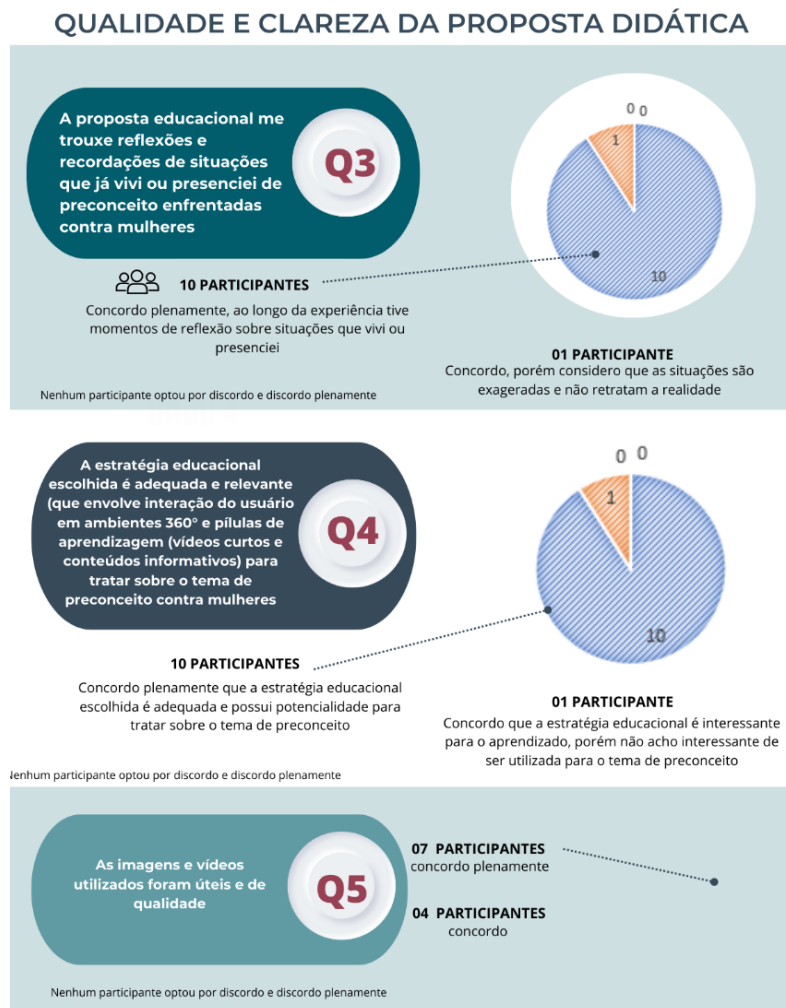 QUALIDADE E CLAREZA DA PROPOSTA DIDÁTICA
A proposta educacional me
trouxe reflexões e
recordações de situações
que já vivi ou presenciei de
preconceito enfrentadas
contra mulheres
Q3
0 0
1
10
10 PARTICIPANTES
Concordo plenamente, ao longo da experiência tive
momentos de reflexão sobre situações que vivi ou
presenciei
01 PARTICIPANTE
Concordo, porém considero que as situações são
exageradas e não retratam a realidade
Nenhum participante optou por discordo e discordo plenamente
A estratégia educacional
escolhida é adequada e relevante
(que envolve interação do usuário
em ambientes 360° e pílulas de
aprendizagem (vídeos curtos e
conteúdos informativos) para
tratar sobre o tema de
preconceito contra mulheres
Q4
0 0
1
10
10 PARTICIPANTES
Concordo plenamente que a estratégia educacional
escolhida é adequada e possui potencialidade para
tratar sobre o tema de preconceito
01 PARTICIPANTE
Concordo que a estratégia educacional é interessante
para o aprendizado, porém não acho interessante de
ser utilizada para o tema de preconceito
Nenhum participante optou por discordo e discordo plenamente
As imagens e vídeos
utilizados foram úteis e de
qualidade
Q5
07 PARTICIPANTES
concordo plenamente
04 PARTICIPANTES
concordo
Nenhum participante optou por discordo e discordo plenamente